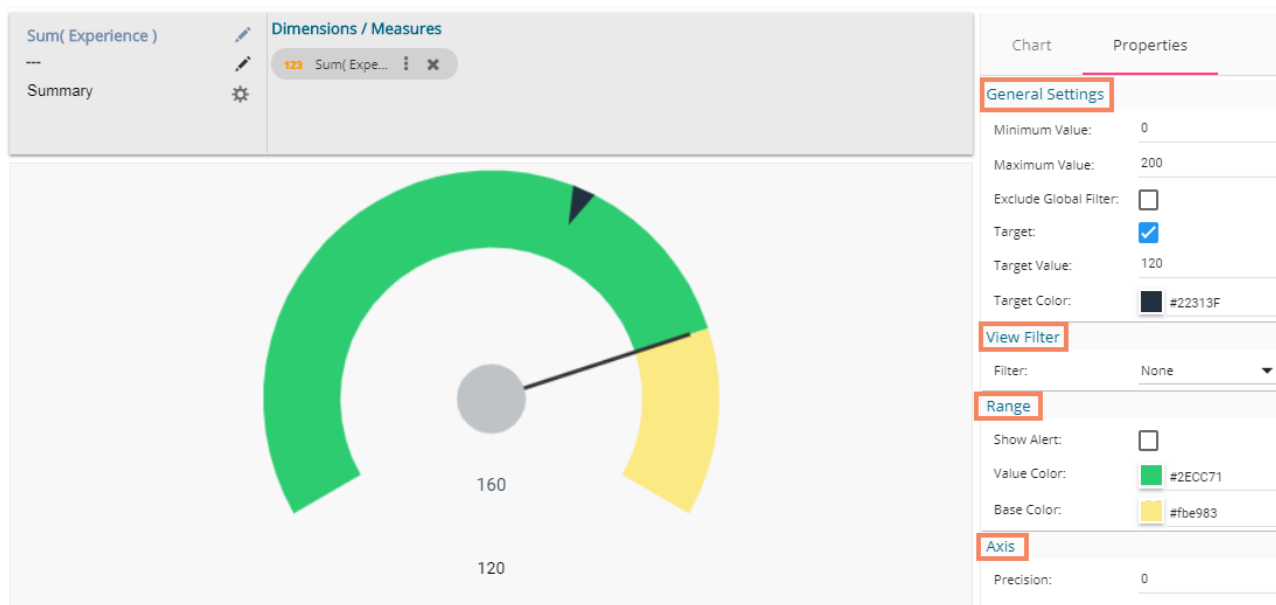 Sum( Experience )
---
Summary
Dimensions / Measures
123 Sum( Expe...
160
120
Chart Properties
General Settings
Minimum Value: 0
Maximum Value: 200
Exclude Global Filter:
Target:
Target Value: 120
Target Color: #22313F
View Filter
Filter: None
Range
Show Alert:
Value Color: #2ECC71
Base Color: #fbe983
Axis
Precision: 0